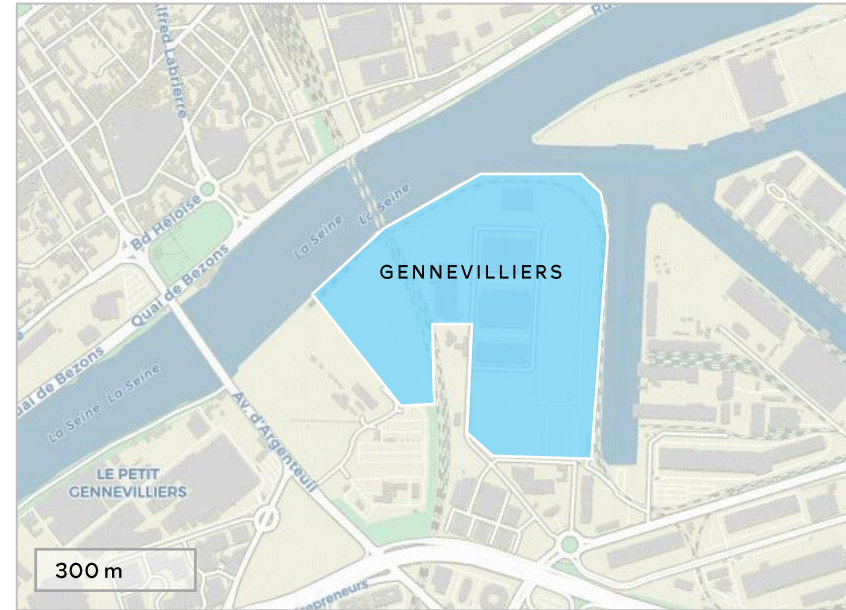 Alfred Labrierre
Bd Héloïse
Quai de Bezons
La Seine
La Seine
GENNEVILLIERS
Quai de Bezons
La Seine La Seine
Av. d'Argenteuil
LE PETIT
GENNEVILLIERS
300 m